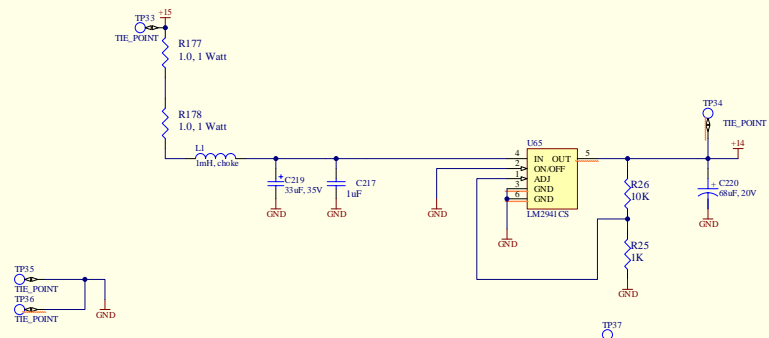 TP33
+15
TIE_POINT
R177
1.0, 1 Watt
R178
1.0, 1 Watt
L1
1mH, choke
+
C219
33uF, 35V
GND
C217
1uF
GND
GND
U65
4
IN
OUT
5
2
ON/OFF
1
ADJ
3
GND
6
GND
LM2941CS
GND
TP34
TIE_POINT
+14
R26
10K
R25
1K
GND
+
C220
68uF, 20V
GND
TP35
TIE_POINT
TP36
TIE_POINT
GND
TP37